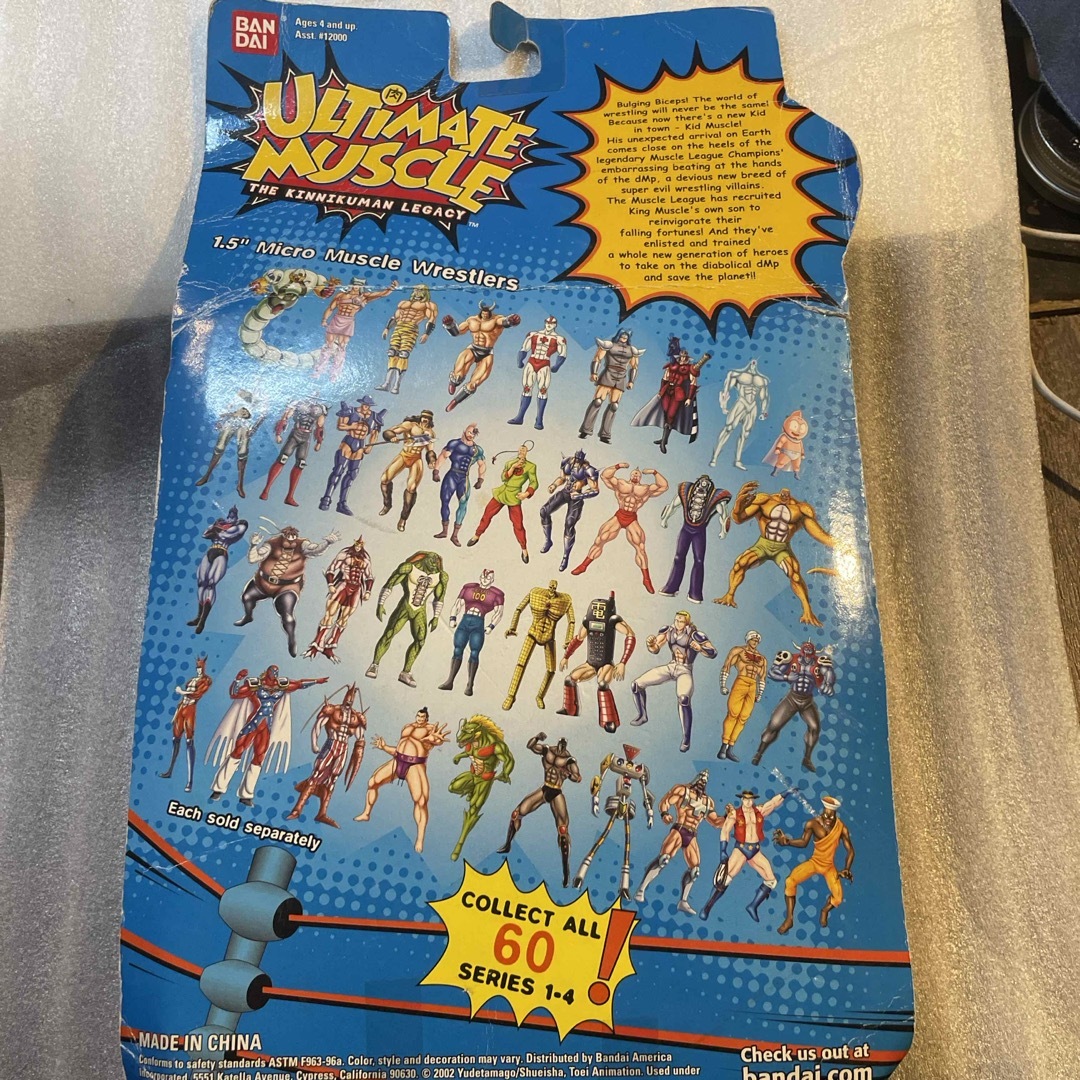 BAN
DAI
Ages 4 and up.
Asst. #12000
肉
ULTIMATE
MUSCLE
THE KINNIKUMAN LEGACY™
1.5" Micro Muscle Wrestlers
Bulging Biceps! The world of
wrestling will never be the same!
Because now there's a new Kid
in town - Kid Muscle!
His unexpected arrival on Earth
comes close on the heels of the
legendary Muscle League Champions'
embarrassing beating at the hands
of the dMp, a devious new breed of
super evil wrestling villains.
The Muscle League has recruited
King Muscle's own son to
reinvigorate their
falling fortunes! And they've
enlisted and trained
a whole new generation of heroes
to take on the diabolical dMp
and save the planet!!
100
電
Each sold separately
COLLECT ALL
60
SERIES 1-4
!
MADE IN CHINA
Conforms to safety standards ASTM F963-96a. Color, style and decoration may vary. Distributed by Bandai America
Incorporated, 5551 Katella Avenue, Cypress, California 90630. © 2002 Yudetamago/Shueisha, Toei Animation. Used under
Check us out at
bandai.com